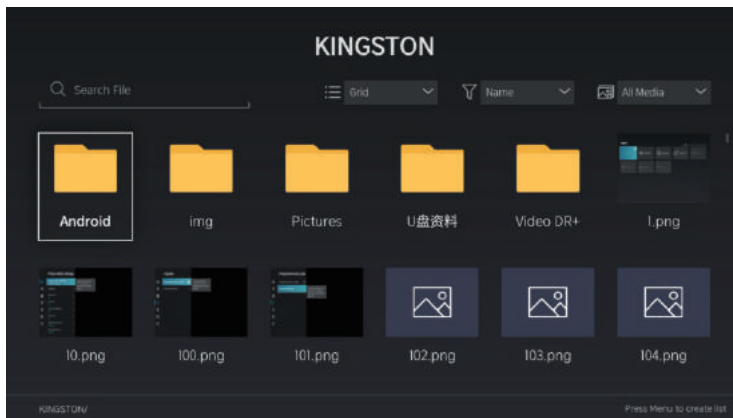 KINGSTON
Search File
Grid
Name
All Media
Android
img
Pictures
U盘资料
Video DR+
1.png
10.png
100.png
101.png
102.png
103.png
104.png
KINGSTON/
Press Menu to create list